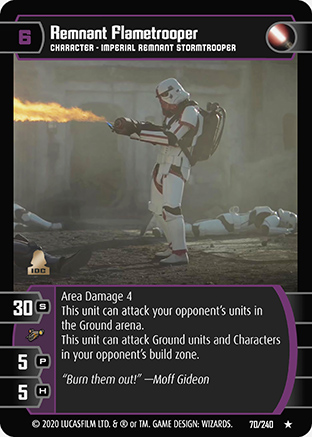 6
Remnant Flametrooper
CHARACTER - IMPERIAL REMNANT STORMTROOPER
IDC
30 S
5 P
5 H
Area Damage 4
This unit can attack your opponent's units in
the Ground arena.
This unit can attack Ground units and Characters
in your opponent's build zone.
"Burn them out!" —Moff Gideon
© 2020 LUCASFILM LTD. & ® or TM. GAME DESIGN: WIZARDS.
70/240